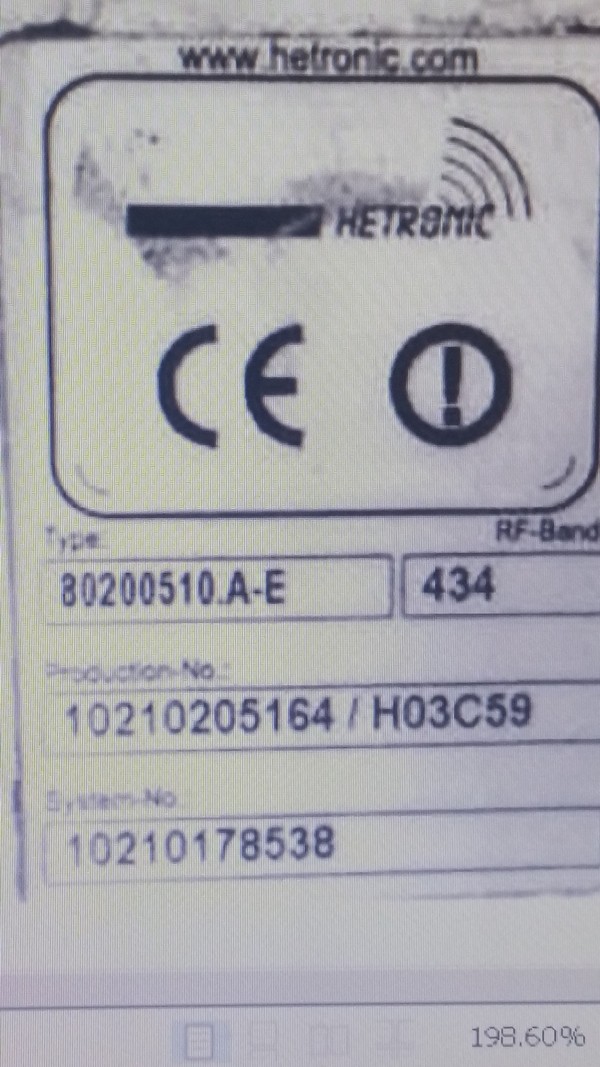 www.hetronic.com
HETRONIC
CE
Type:
RF-Band
80200510.A-E
434
Production-No.:
10210205164 / H03C59
System-No.
10210178538
198.60%